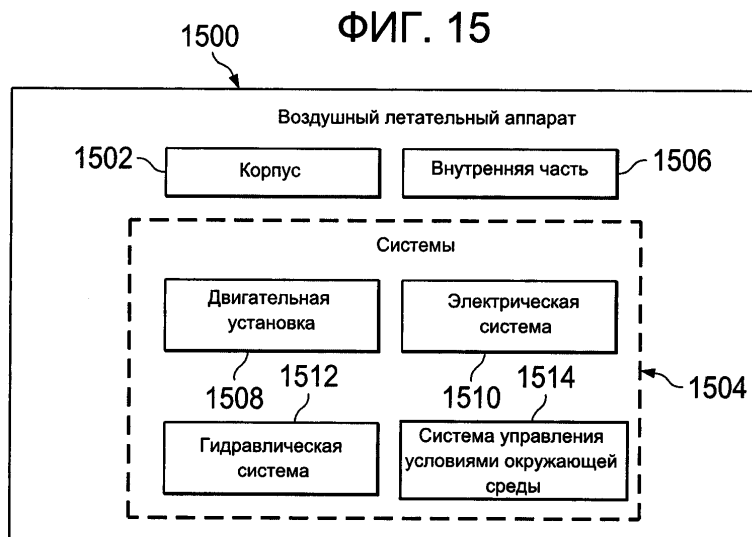 ФИГ. 15
1500
Воздушный летательный аппарат
1502
Корпус
Внутренняя часть
1506
Системы
Двигательная
установка
Электрическая
система
1508
1512
1510
1514
1504
Гидравлическая
система
Система управления
условиями окружающей
среды